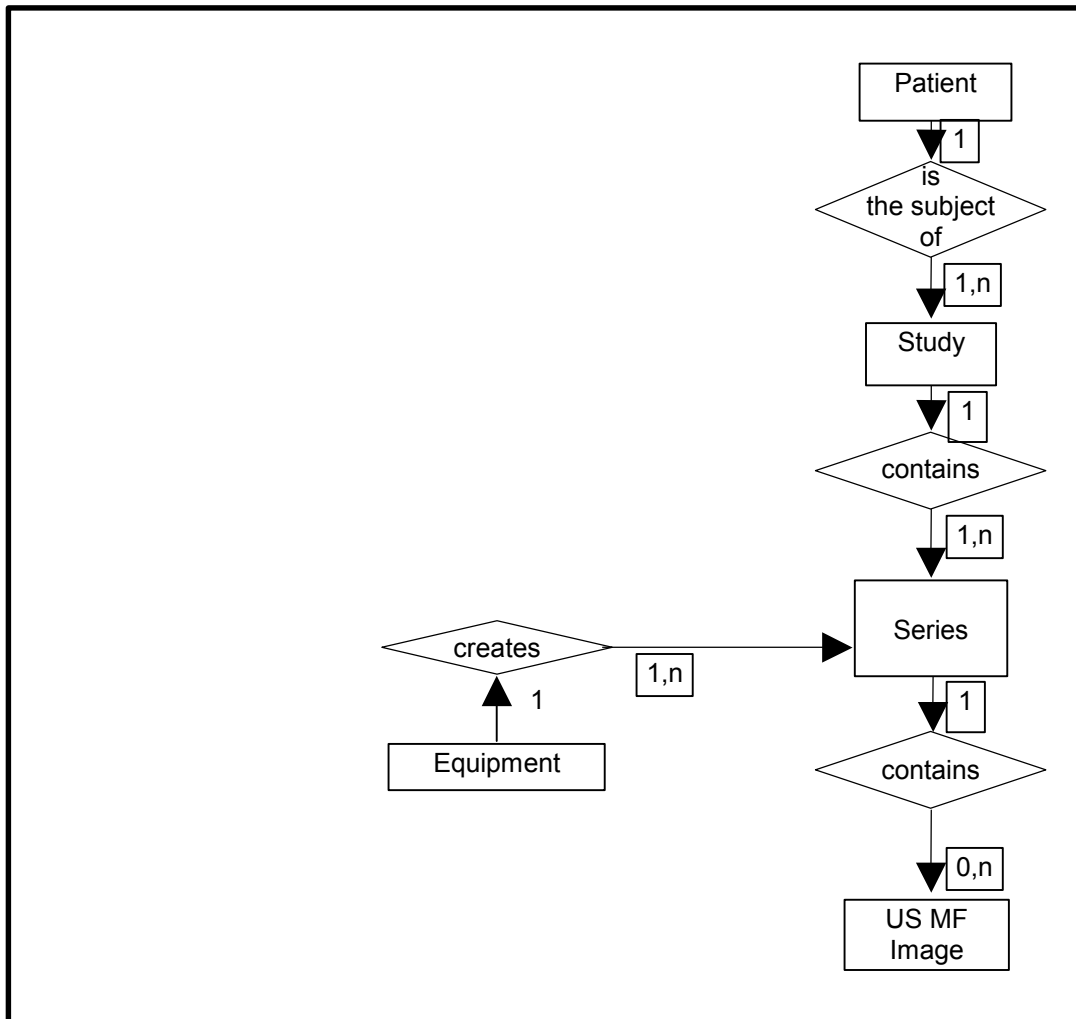 Patient
1
is
the subject
of
1,n
Study
1
contains
1,n
Series
creates
1,n
1
Equipment
1
contains
0,n
US MF
Image